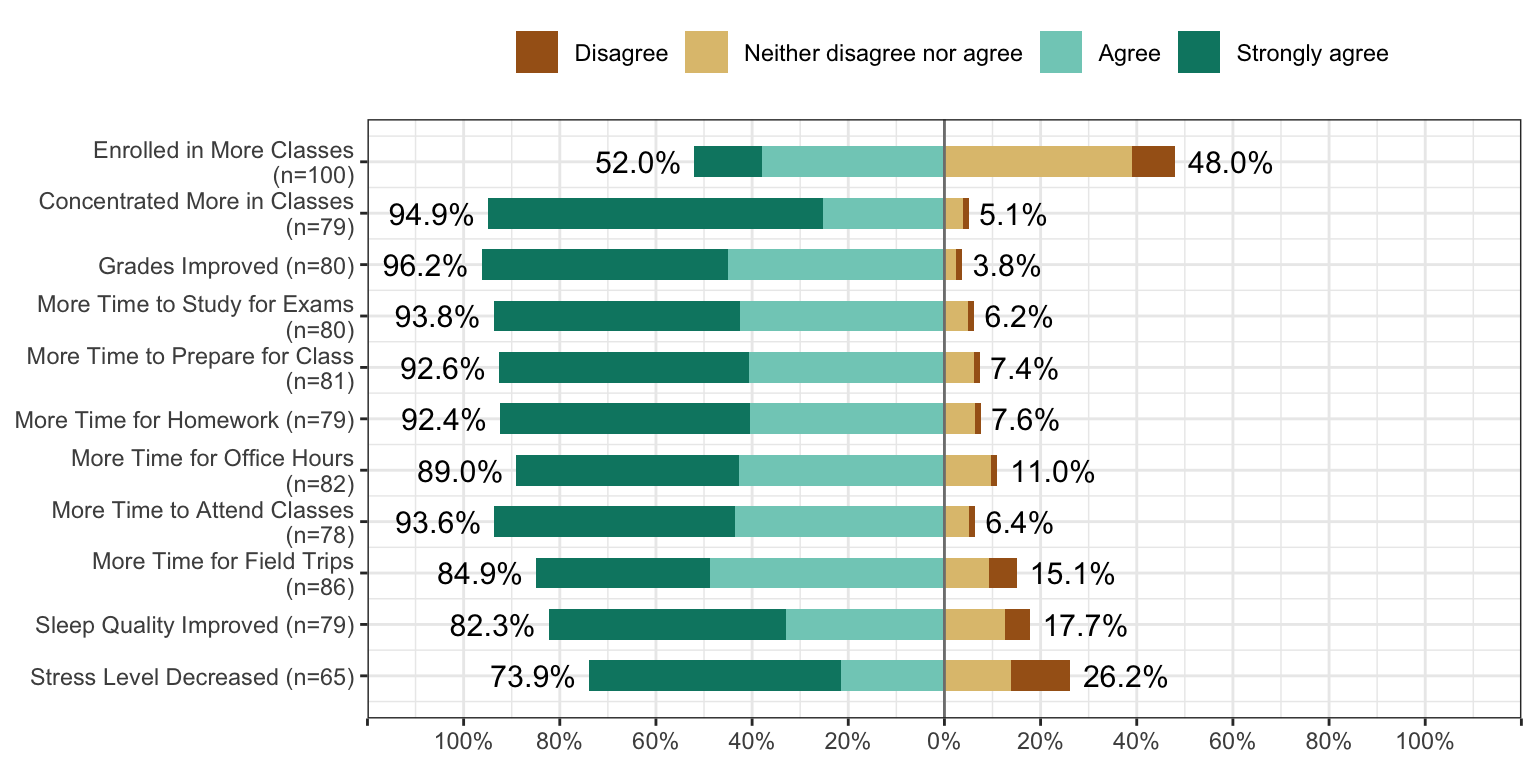 Disagree Neither disagree nor agree Agree Strongly agree
Enrolled in More Classes
(n=100)
52.0% 48.0%
Concentrated More in Classes
(n=79)
94.9% 5.1%
Grades Improved (n=80) 96.2% 3.8%
More Time to Study for Exams
(n=80)
93.8% 6.2%
More Time to Prepare for Class
(n=81)
92.6% 7.4%
More Time for Homework (n=79) 92.4% 7.6%
More Time for Office Hours
(n=82)
89.0% 11.0%
More Time to Attend Classes
(n=78)
93.6% 6.4%
More Time for Field Trips
(n=86)
84.9% 15.1%
Sleep Quality Improved (n=79) 82.3% 17.7%
Stress Level Decreased (n=65) 73.9% 26.2%
100% 80% 60% 40% 20% 0% 20% 40% 60% 80% 100%